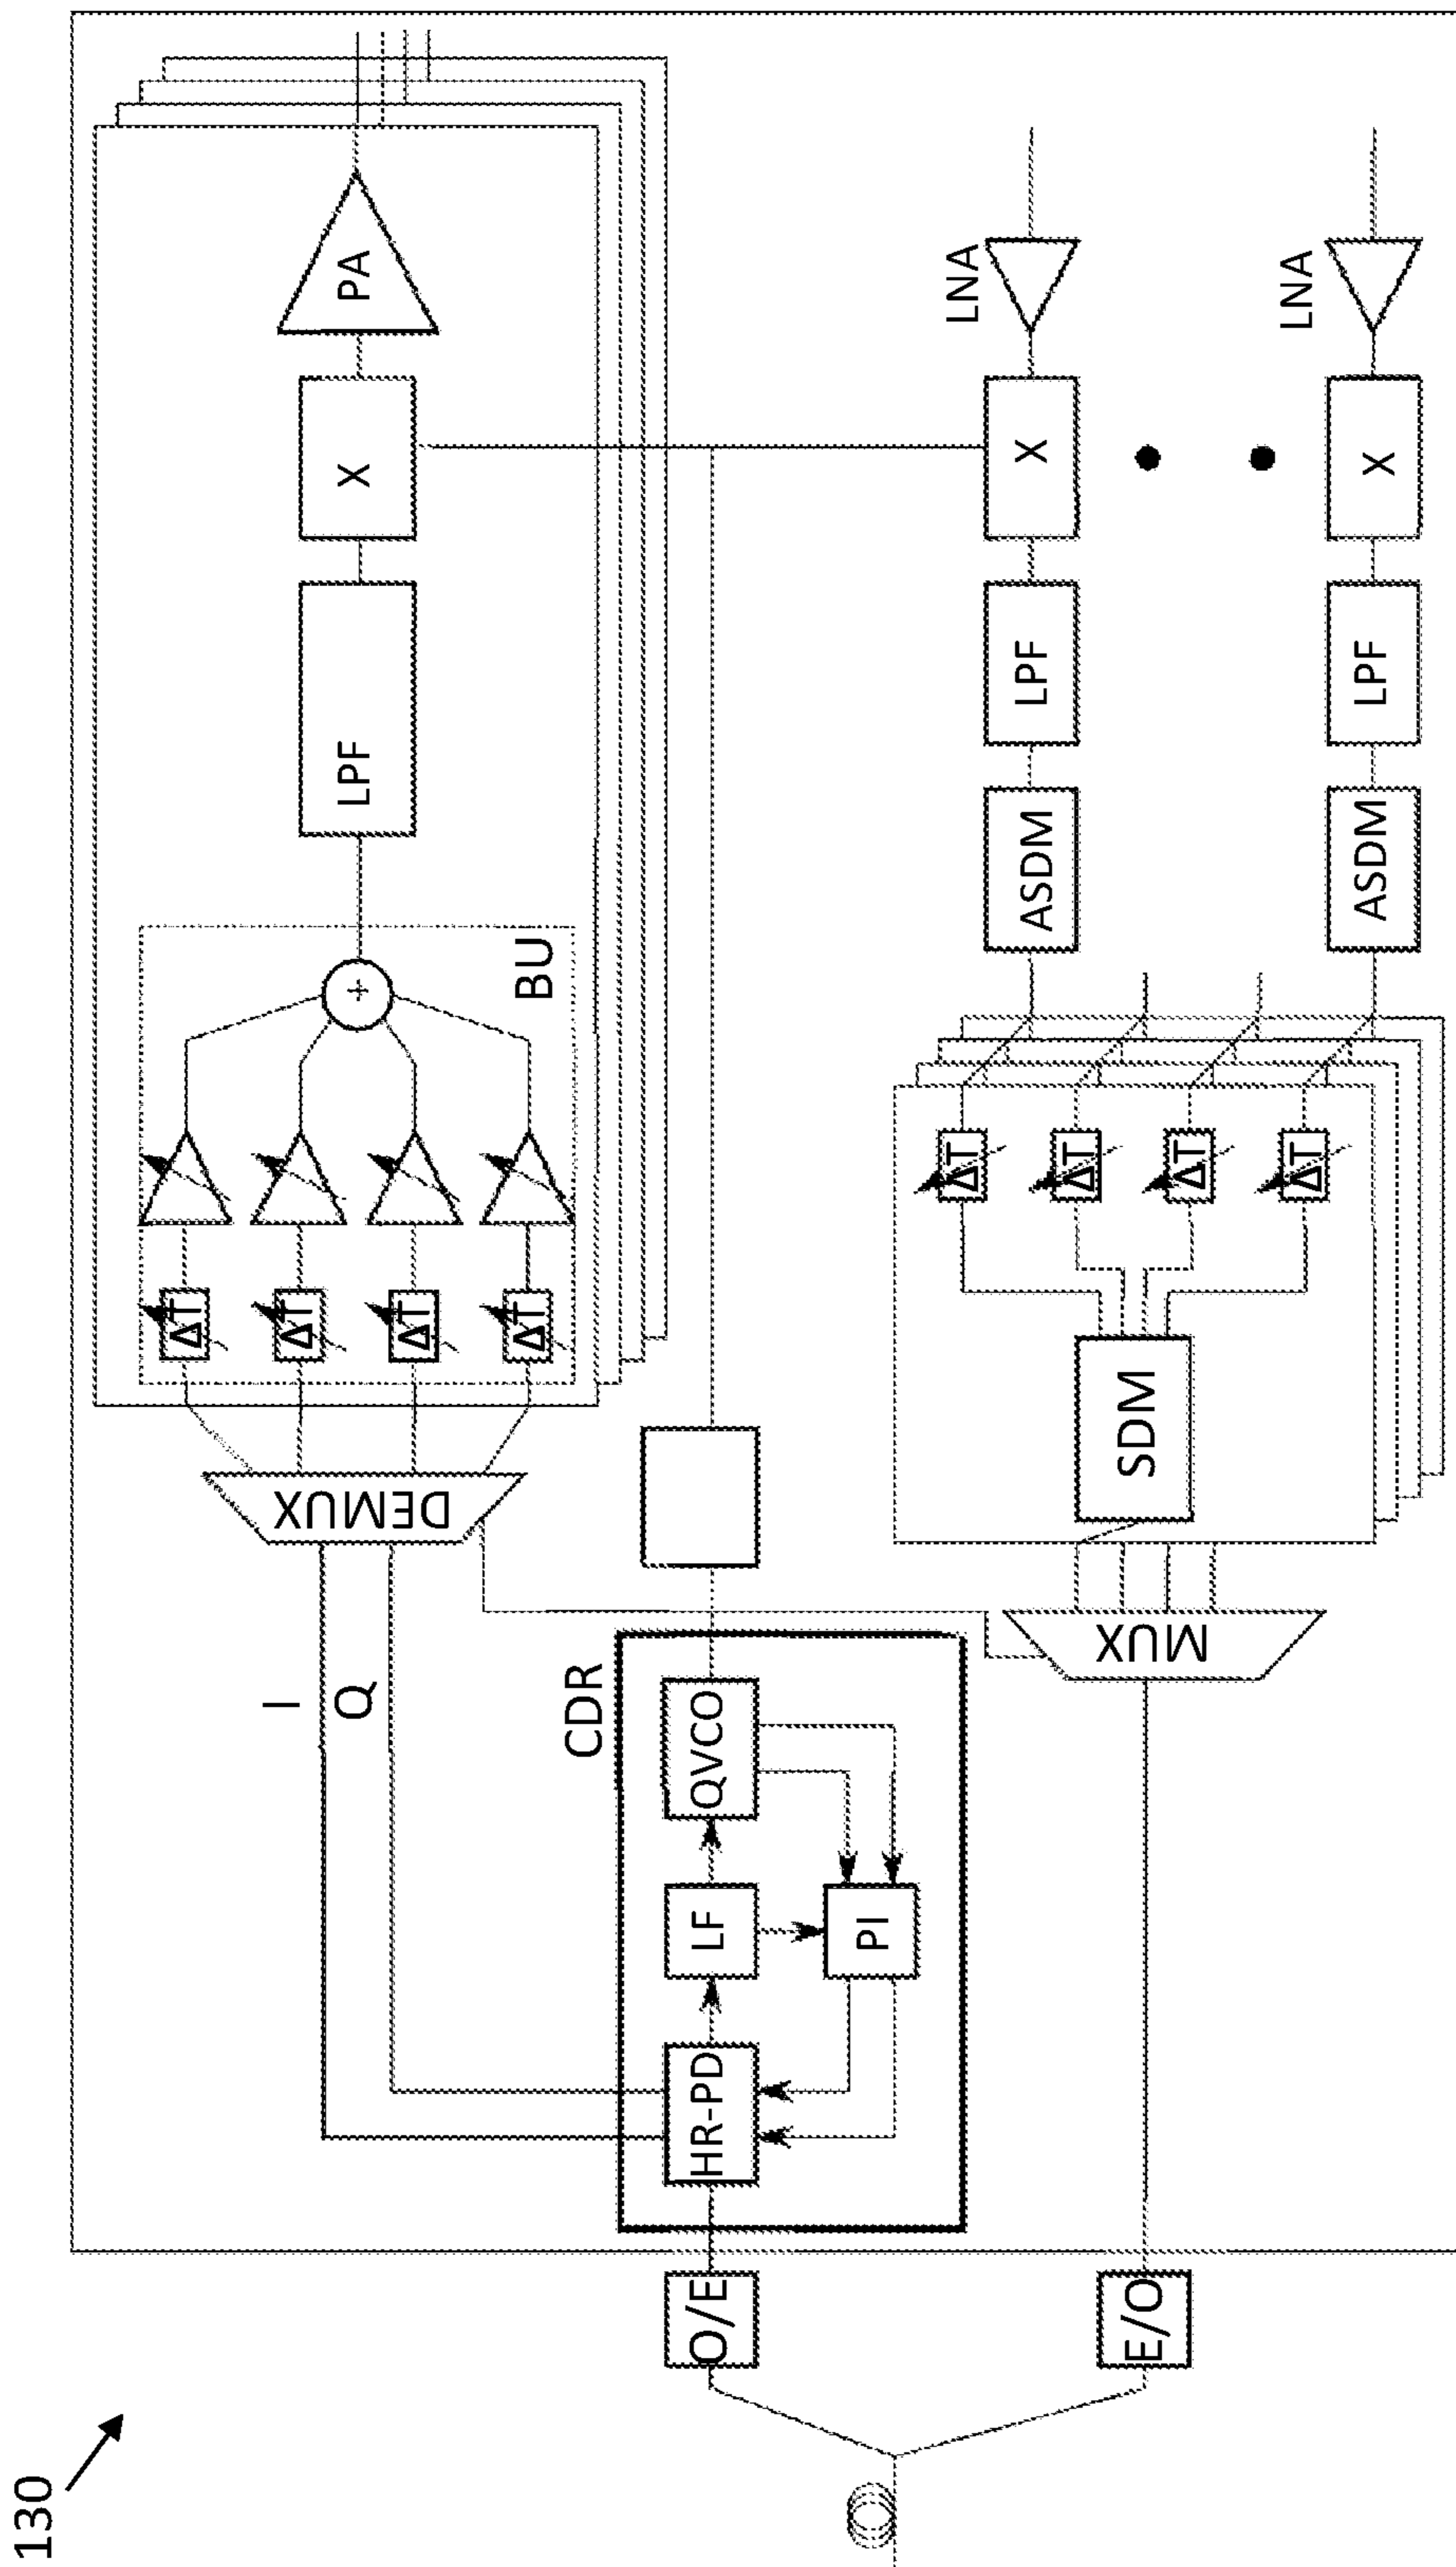 130
O/E
E/O
CDR
HR-PD
LF
QVCO
PI
I
Q
DEMUX
ΔT
ΔT
ΔT
ΔT
+
BU
LPF
X
PA
MUX
SDM
ΔT
ΔT
ΔT
ΔT
ASDM
LPF
X
LNA
ASDM
LPF
X
LNA